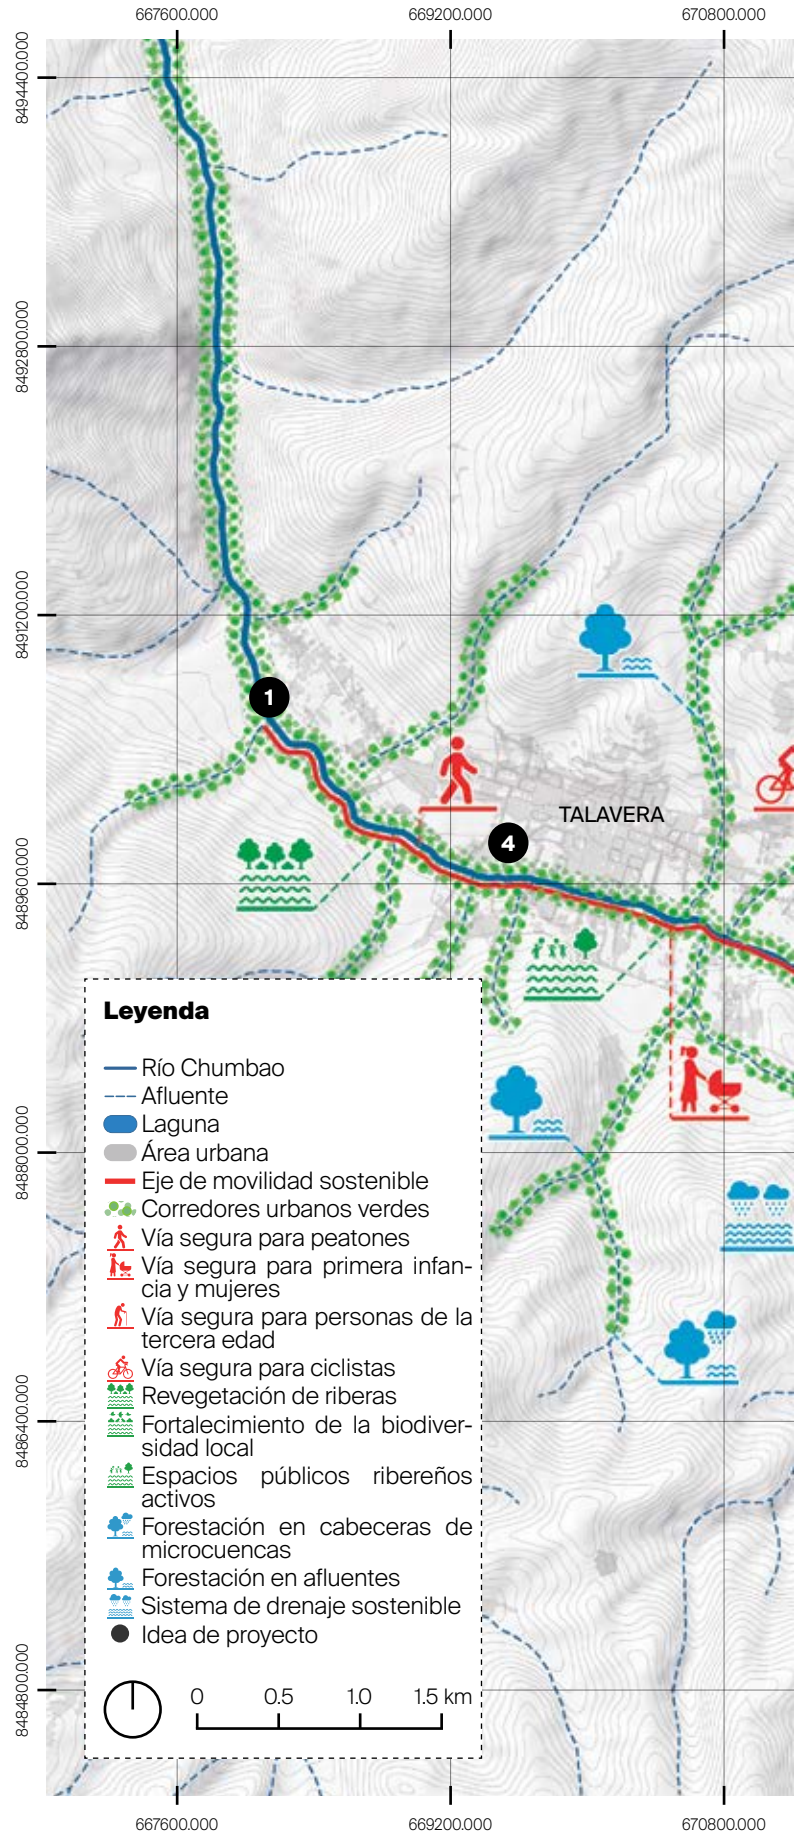 667600.000
669200.000
670800.000
8494400.000
8492800.000
8491200.000
1
TALAVERA
4
8489600.000
Leyenda
Río Chumbao
Afluente
Laguna
Área urbana
Eje de movilidad sostenible
Corredores urbanos verdes
Vía segura para peatones
Vía segura para primera infan-
cia y mujeres
Vía segura para personas de la
tercera edad
Vía segura para ciclistas
Revegetación de riberas
Fortalecimiento de la biodiver-
sidad local
Espacios públicos ribereños
activos
Forestación en cabeceras de
microcuencas
Forestación en afluentes
Sistema de drenaje sostenible
Idea de proyecto
0 0.5 1.0 1.5 km
8488000.000
8486400.000
8484800.000
667600.000
669200.000
670800.000